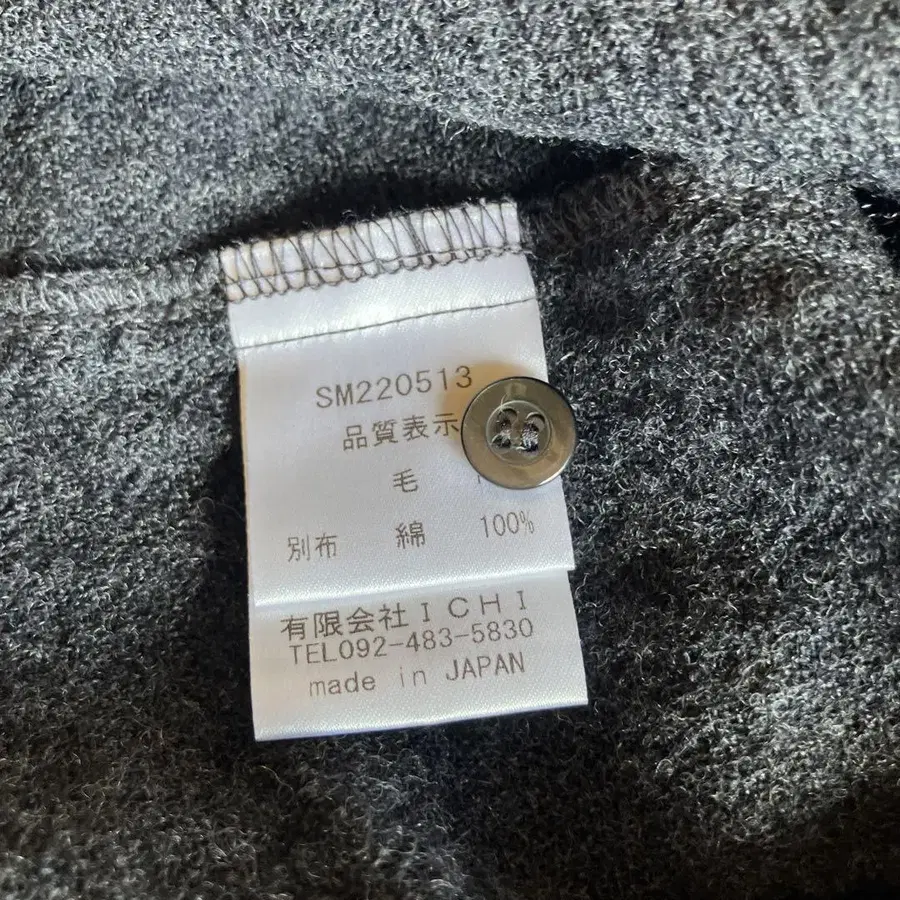 SM220513
品質表示
毛
別布 綿 100%
有限会社ICHI
TEL092-483-5830
made in JAPAN